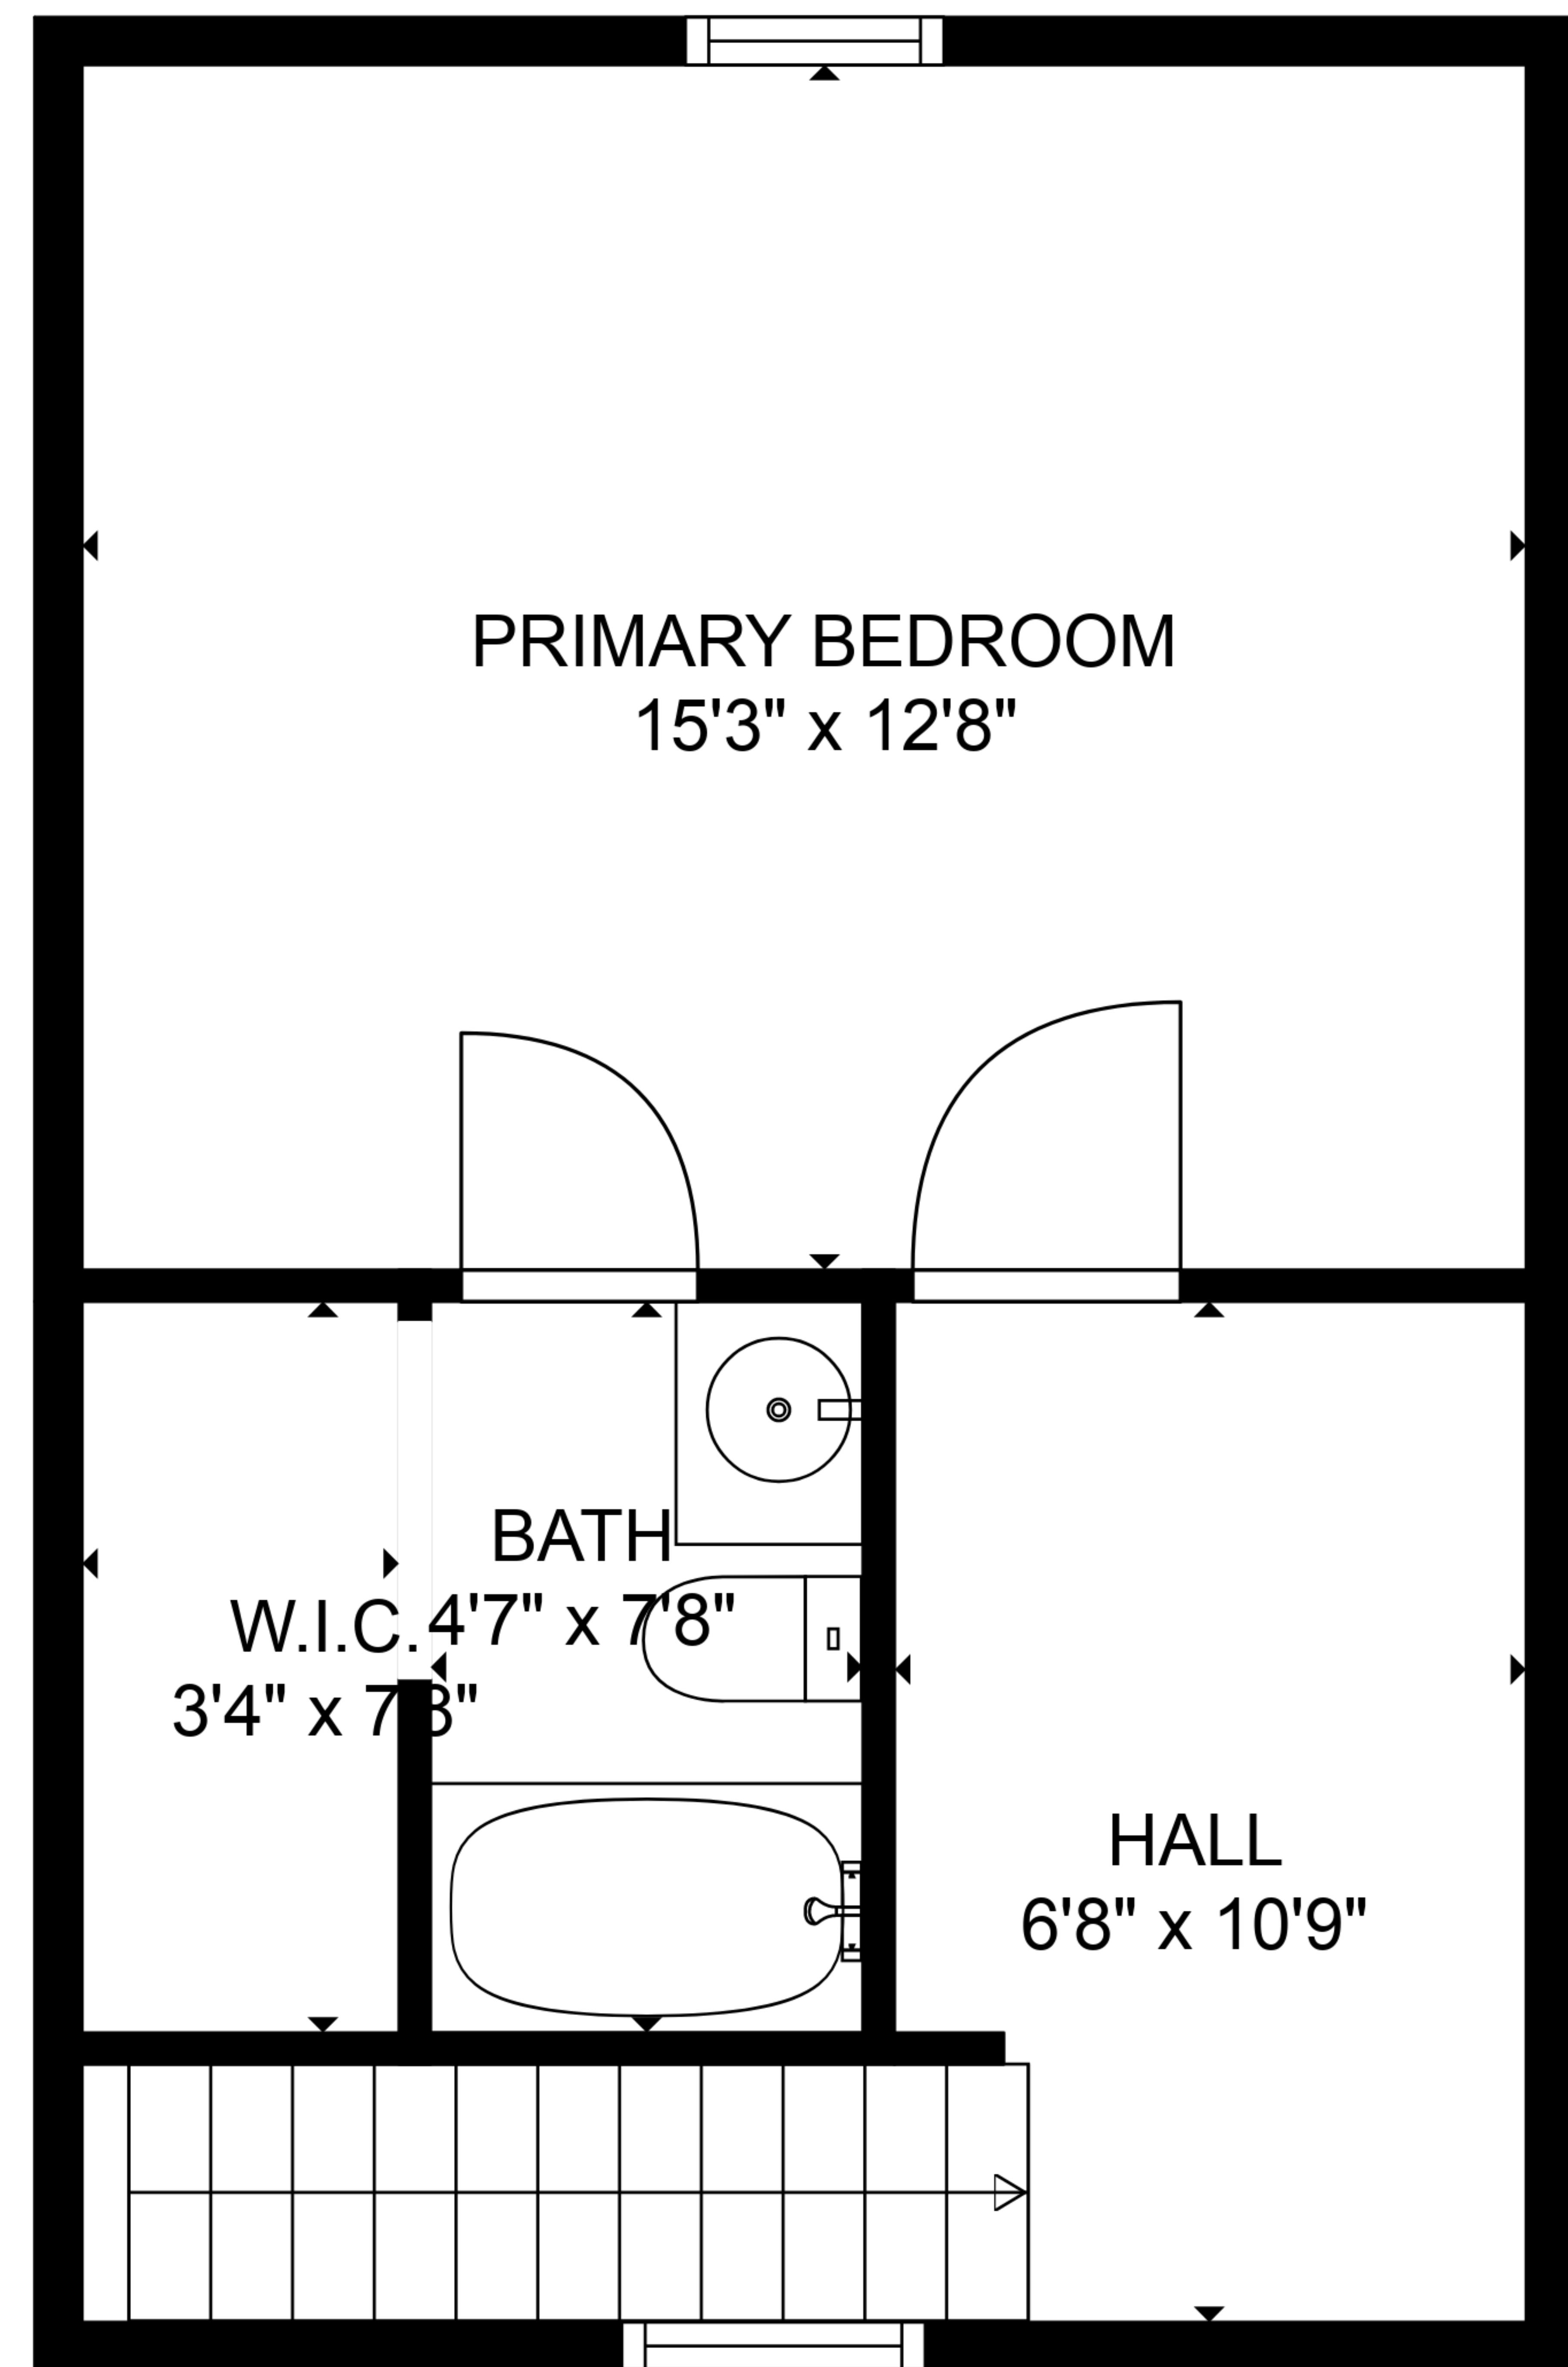 PRIMARY BEDROOM
15'3" x 12'8"
BATH
4'7" x 7'8"
W.I.C.
3'4" x 7'8"
HALL
6'8" x 10'9"